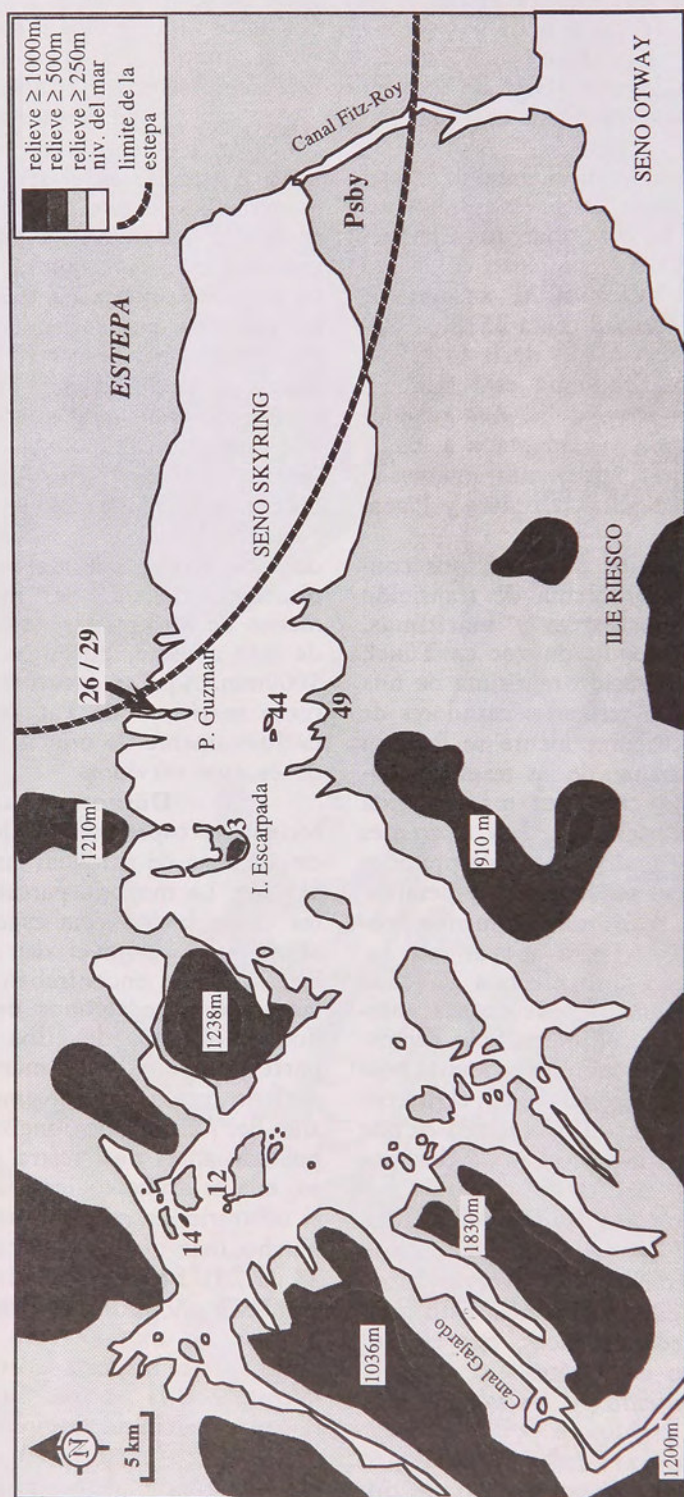 relieve ≥ 1000m
relieve ≥ 500m
relieve ≥ 250m
niv. del mar
limite de la
estepa
ESTEPA
Canal Fitz-Roy
Psby
SENO OTWAY
SENO SKYRING
26 / 29
P. Guzman
44
49
ILE RIESCO
1210m
3
I. Escarpada
910 m
1238m
12
14
1830m
1036m
Canal Gajardo
N
5 km
1200m